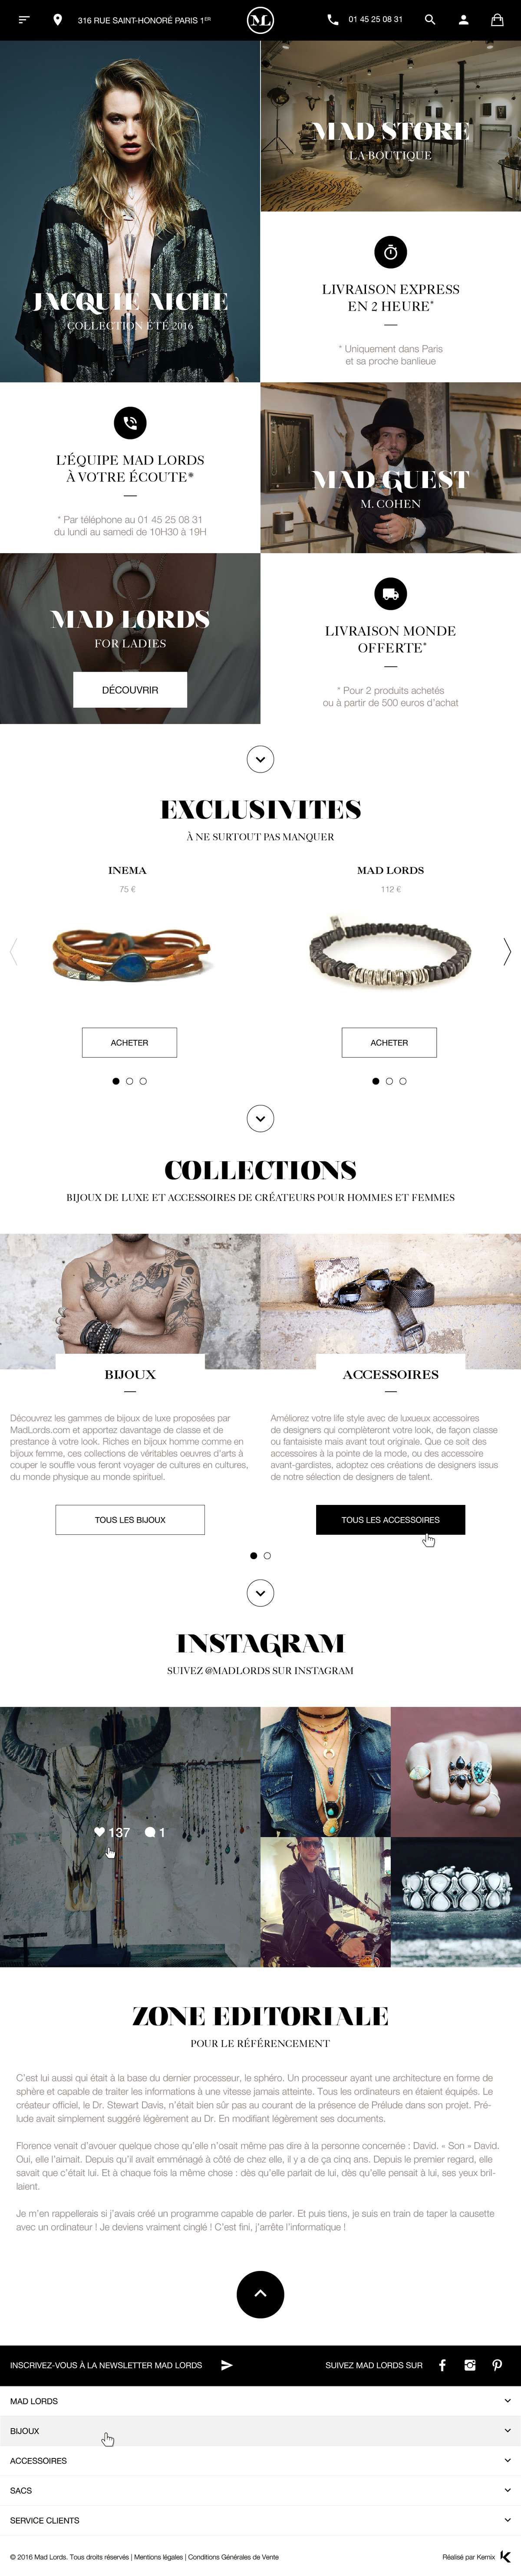 316 RUE SAINT-HONORÉ PARIS 1ER
ML
01 45 25 08 31
JACQUIE AICHE
COLLECTION ÉTÉ 2016
MAD STORE
LA BOUTIQUE
LIVRAISON EXPRESS
EN 2 HEURE*
* Uniquement dans Paris
et sa proche banlieue
L'ÉQUIPE MAD LORDS
À VOTRE ÉCOUTE*
* Par téléphone au 01 45 25 08 31
du lundi au samedi de 10H30 à 19H
MAD GUEST
M. COHEN
MAD LORDS
FOR LADIES
DÉCOUVRIR
LIVRAISON MONDE
OFFERTE*
* Pour 2 produits achetés
ou à partir de 500 euros d'achat
EXCLUSIVITES
À NE SURTOUT PAS MANQUER
INEMA
75 €
ACHETER
MAD LORDS
112 €
ACHETER
COLLECTIONS
BIJOUX DE LUXE ET ACCESSOIRES DE CRÉATEURS POUR HOMMES ET FEMMES
BIJOUX
Découvrez les gammes de bijoux de luxe proposées par
MadLords.com et apportez davantage de classe et de
prestance à votre look. Riches en bijoux homme comme en
bijoux femme, ces collections de véritables oeuvres d'arts à
couper le souffle vous feront voyager de cultures en cultures,
du monde physique au monde spirituel.
TOUS LES BIJOUX
ACCESSOIRES
Améliorez votre life style avec de luxueux accessoires
de designers qui complèteront votre look, de façon classe
ou fantaisiste mais avant tout originale. Que ce soit des
accessoires à la pointe de la mode, ou des accessoire
avant-gardistes, adoptez ces créations de designers issus
de notre sélection de designers de talent.
TOUS LES ACCESSOIRES
INSTAGRAM
SUIVEZ @MADLORDS SUR INSTAGRAM
137 1
ZONE EDITORIALE
POUR LE RÉFÉRENCEMENT
C'est lui aussi qui était à la base du dernier processeur, le sphéro. Un processeur ayant une architecture en forme de
sphère et capable de traiter les informations à une vitesse jamais atteinte. Tous les ordinateurs en étaient équipés. Le
créateur officiel, le Dr. Stewart Davis, n'était bien sûr pas au courant de la présence de Prélude dans son projet. Pré-
lude avait simplement suggéré légèrement au Dr. En modifiant légèrement ses documents.
Florence venait d'avouer quelque chose qu'elle n'osait même pas dire à la personne concernée : David. « Son » David.
Oui, elle l'aimait. Depuis qu'il avait emménagé à côté de chez elle, il y a de ça cinq ans. Depuis le premier regard, elle
savait que c'était lui. Et à chaque fois la même chose : dès qu'elle parlait de lui, dès qu'elle pensait à lui, ses yeux bril-
laient.
Je m'en rappellerais si j'avais créé un programme capable de parler. Et puis tiens, je suis en train de taper la causette
avec un ordinateur ! Je deviens vraiment cinglé ! C'est fini, j'arrête l'informatique !
INSCRIVEZ-VOUS À LA NEWSLETTER MAD LORDS
SUIVEZ MAD LORDS SUR
MAD LORDS
BIJOUX
ACCESSOIRES
SACS
SERVICE CLIENTS
© 2016 Mad Lords. Tous droits réservés | Mentions légales | Conditions Générales de Vente
Réalisé par Kernix